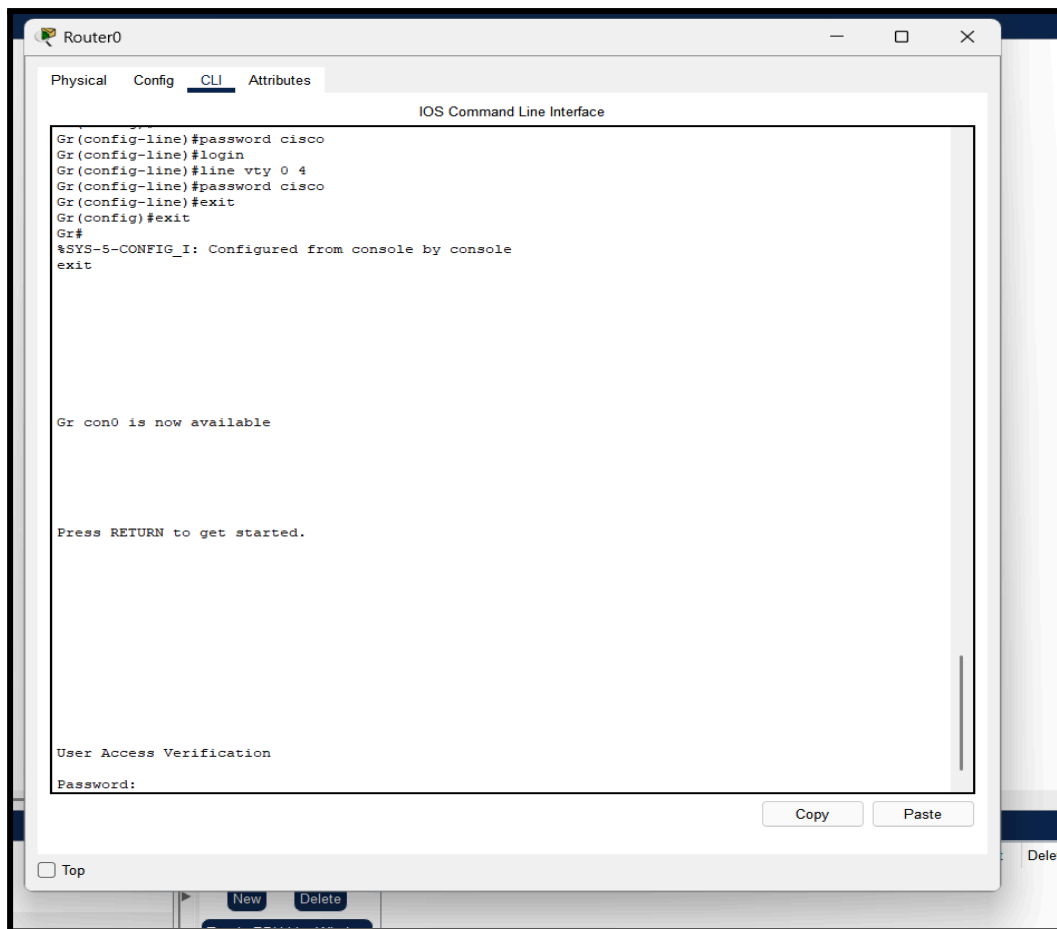 Router0
Physical Config CLI Attributes
IOS Command Line Interface
Gr(config-line)#password cisco
Gr(config-line)#login
Gr(config-line)#line vty 0 4
Gr(config-line)#password cisco
Gr(config-line)#exit
Gr(config)#exit
Gr#
%SYS-5-CONFIG_I: Configured from console by console
exit
Gr con0 is now available
Press RETURN to get started.
User Access Verification
Password:
Copy Paste
Top
Dele
New Delete